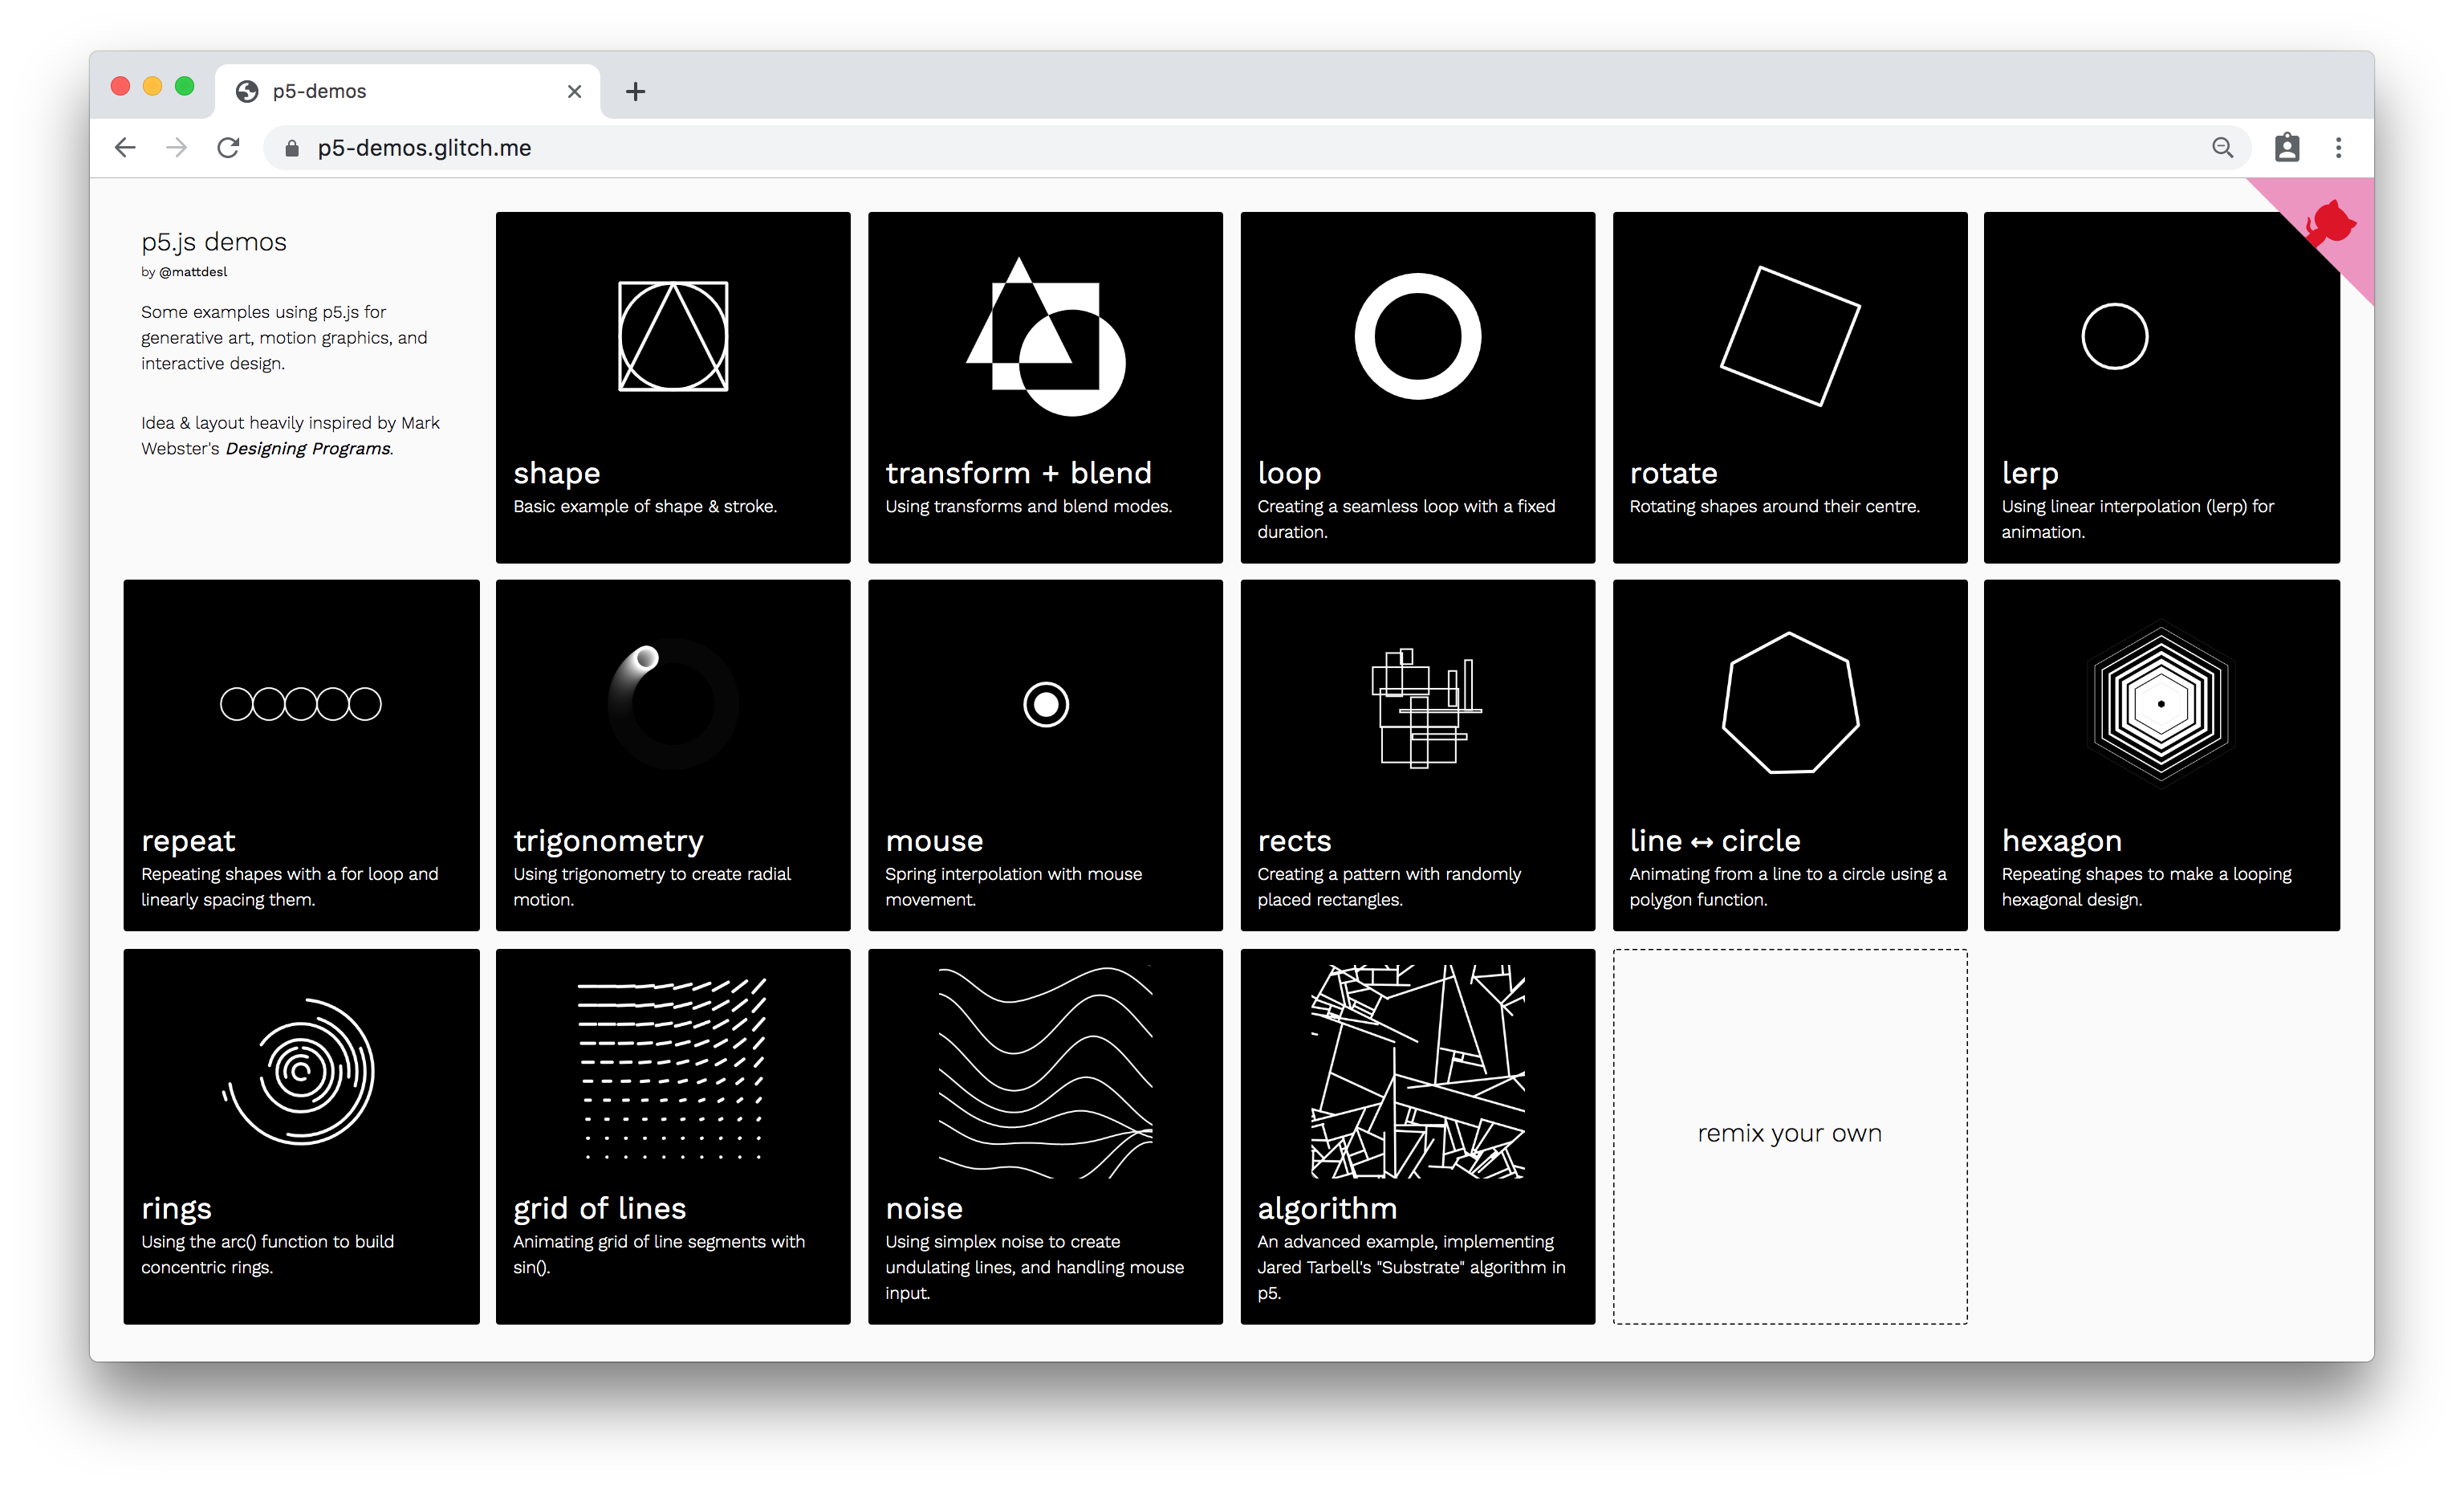 p5-demos
p5-demos.glitch.me
p5.js demos
by @mattdesl
Some examples using p5.js for
generative art, motion graphics, and
interactive design.
Idea & layout heavily inspired by Mark
Webster's Designing Programs.
shape
Basic example of shape & stroke.
transform + blend
Using transforms and blend modes.
loop
Creating a seamless loop with a fixed
duration.
rotate
Rotating shapes around their centre.
lerp
Using linear interpolation (lerp) for
animation.
repeat
Repeating shapes with a for loop and
linearly spacing them.
trigonometry
Using trigonometry to create radial
motion.
mouse
Spring interpolation with mouse
movement.
rects
Creating a pattern with randomly
placed rectangles.
line ↔ circle
Animating from a line to a circle using a
polygon function.
hexagon
Repeating shapes to make a looping
hexagonal design.
rings
Using the arc() function to build
concentric rings.
grid of lines
Animating grid of line segments with
sin().
noise
Using simplex noise to create
undulating lines, and handling mouse
input.
algorithm
An advanced example, implementing
Jared Tarbell's "Substrate" algorithm in
p5.
remix your own